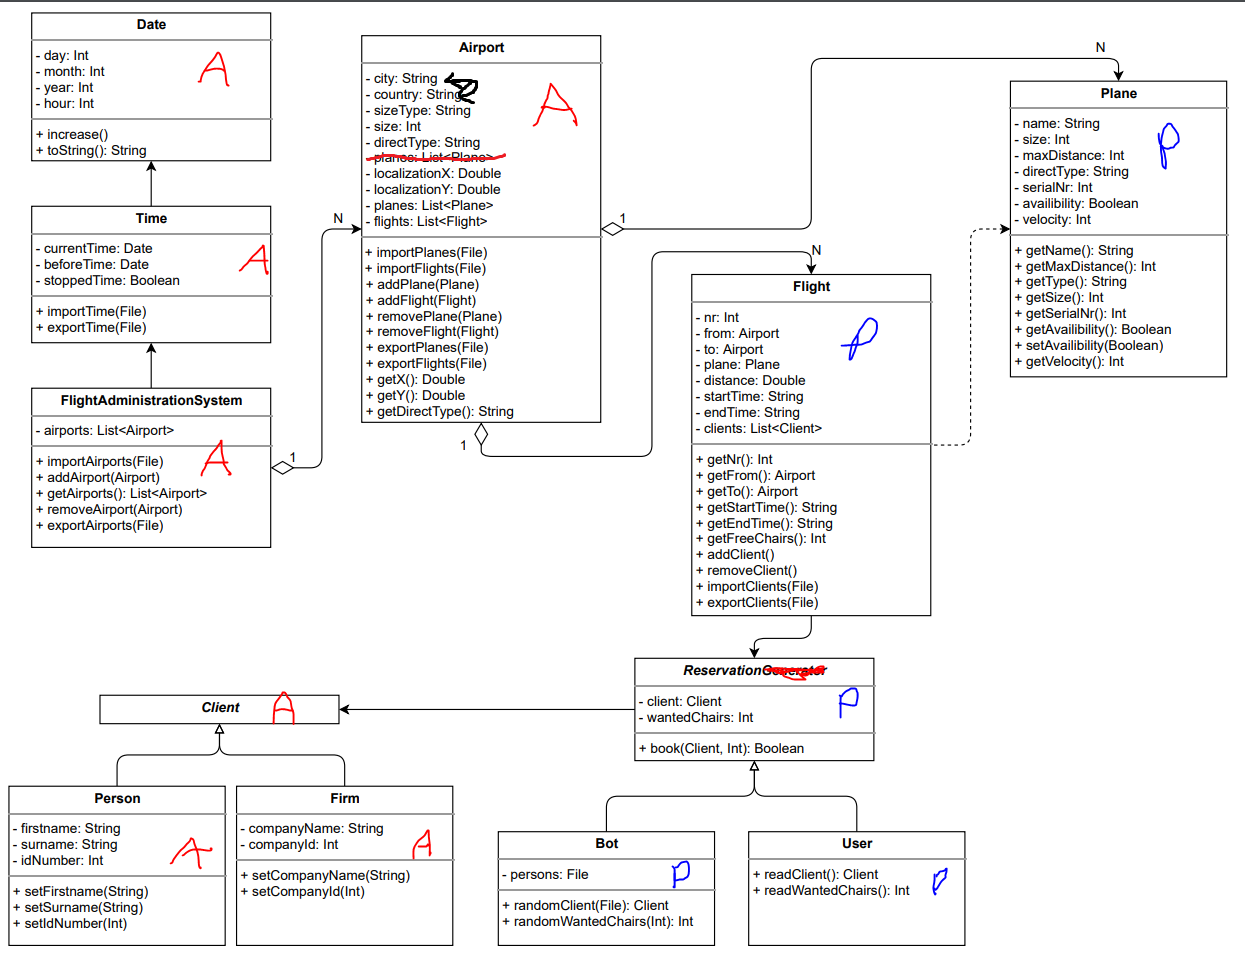 Date
- day: Int
- month: Int
- year: Int
- hour: Int
+ increase()
+ toString(): String
A
Time
- currentTime: Date
- beforeTime: Date
- stoppedTime: Boolean
+ importTime(File)
+ exportTime(File)
A
FlightAdministrationSystem
- airports: List<Airport>
+ importAirports(File)
+ addAirport(Airport)
+ getAirports(): List<Airport>
+ removeAirport(Airport)
+ exportAirports(File)
A
1
N
Airport
- city: String
- country: String
- sizeType: String
- size: Int
- directType: String
- planes: List<Plane>
- localizationX: Double
- localizationY: Double
- planes: List<Plane>
- flights: List<Flight>
+ importPlanes(File)
+ importFlights(File)
+ addPlane(Plane)
+ addFlight(Flight)
+ removePlane(Plane)
+ removeFlight(Flight)
+ exportPlanes(File)
+ exportFlights(File)
+ getX(): Double
+ getY(): Double
+ getDirectType(): String
A
1
N
1
N
Plane
- name: String
- size: Int
- maxDistance: Int
- directType: String
- serialNr: Int
- availibility: Boolean
- velocity: Int
+ getName(): String
+ getMaxDistance(): Int
+ getType(): String
+ getSize(): Int
+ getSerialNr(): Int
+ getAvailibility(): Boolean
+ setAvailibility(Boolean)
+ getVelocity(): Int
P
Flight
- nr: Int
- from: Airport
- to: Airport
- plane: Plane
- distance: Double
- startTime: String
- endTime: String
- clients: List<Client>
+ getNr(): Int
+ getFrom(): Airport
+ getTo(): Airport
+ getStartTime(): String
+ getEndTime(): String
+ getFreeChairs(): Int
+ addClient()
+ removeClient()
+ importClients(File)
+ exportClients(File)
P
ReservationGenerator
- client: Client
- wantedChairs: Int
+ book(Client, Int): Boolean
P
Client
A
Person
- firstname: String
- surname: String
- idNumber: Int
+ setFirstname(String)
+ setSurname(String)
+ setIdNumber(Int)
A
Firm
- companyName: String
- companyId: Int
+ setCompanyName(String)
+ setCompanyId(Int)
A
Bot
- persons: File
+ randomClient(File): Client
+ randomWantedChairs(Int): Int
P
User
+ readClient(): Client
+ readWantedChairs(): Int
P